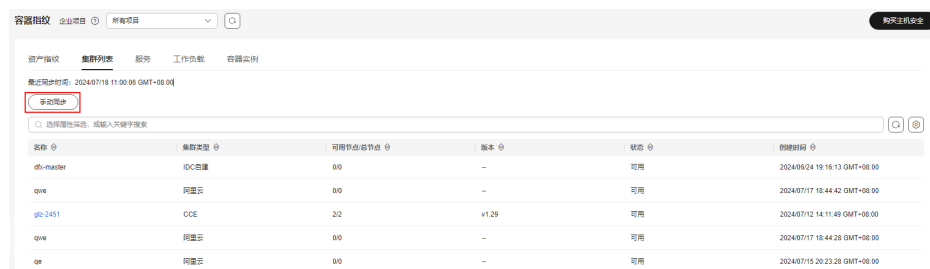 容器指纹 企业项目 ? 所有项目
购买主机安全
资产指纹 集群列表 服务 工作负载 容器实例
最近同步时间：2024/07/18 11:00:06 GMT+08:00
手动同步
选择属性筛选，或输入关键字搜索
名称 集群类型 可用节点/总节点 版本 状态 创建时间
dfx-master IDC自建 0/0 -- 可用 2024/06/24 19:16:13 GMT+08:00
qwe 阿里云 0/0 -- 可用 2024/07/17 18:44:42 GMT+08:00
glz-2451 CCE 2/2 v1.29 可用 2024/07/12 14:11:49 GMT+08:00
qwe 阿里云 0/0 -- 可用 2024/07/17 18:44:28 GMT+08:00
qe 阿里云 0/0 -- 可用 2024/07/15 20:23:28 GMT+08:00